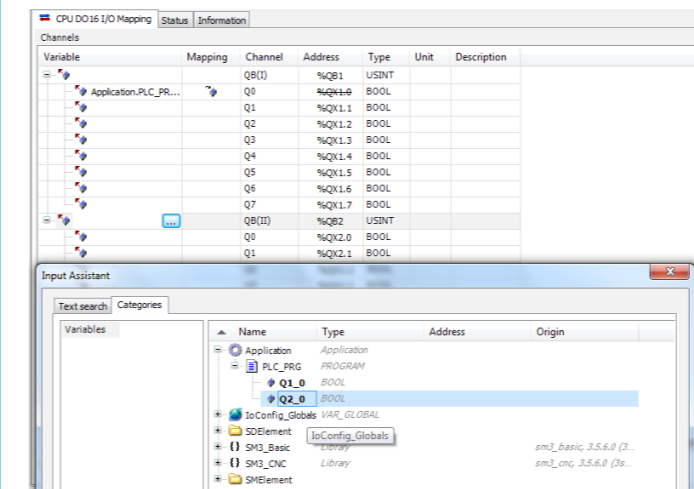 CPU DO16 I/O Mapping Status Information
Channels
Variable Mapping Channel Address Type Unit Description
QB(I) %QB1 USINT
Application.PLC_PR... Q0 %QX1.0 BOOL
Q1 %QX1.1 BOOL
Q2 %QX1.2 BOOL
Q3 %QX1.3 BOOL
Q4 %QX1.4 BOOL
Q5 %QX1.5 BOOL
Q6 %QX1.6 BOOL
Q7 %QX1.7 BOOL
... QB(II) %QB2 USINT
Q0 %QX2.0 BOOL
Q1 %QX2.1 BOOL
Input Assistant
Text search Categories
Variables Name Type Address Origin
Application Application
PLC_PRG PROGRAM
Q1_0 BOOL
Q2_0 BOOL
IoConfig_Globals VAR_GLOBAL
SDElement IoConfig_Globals
SM3_Basic Library sm3_basic, 3.5.6.0 (3...
SM3_CNC Library sm3_cnc, 3.5.6.0 (3s...
SMElement